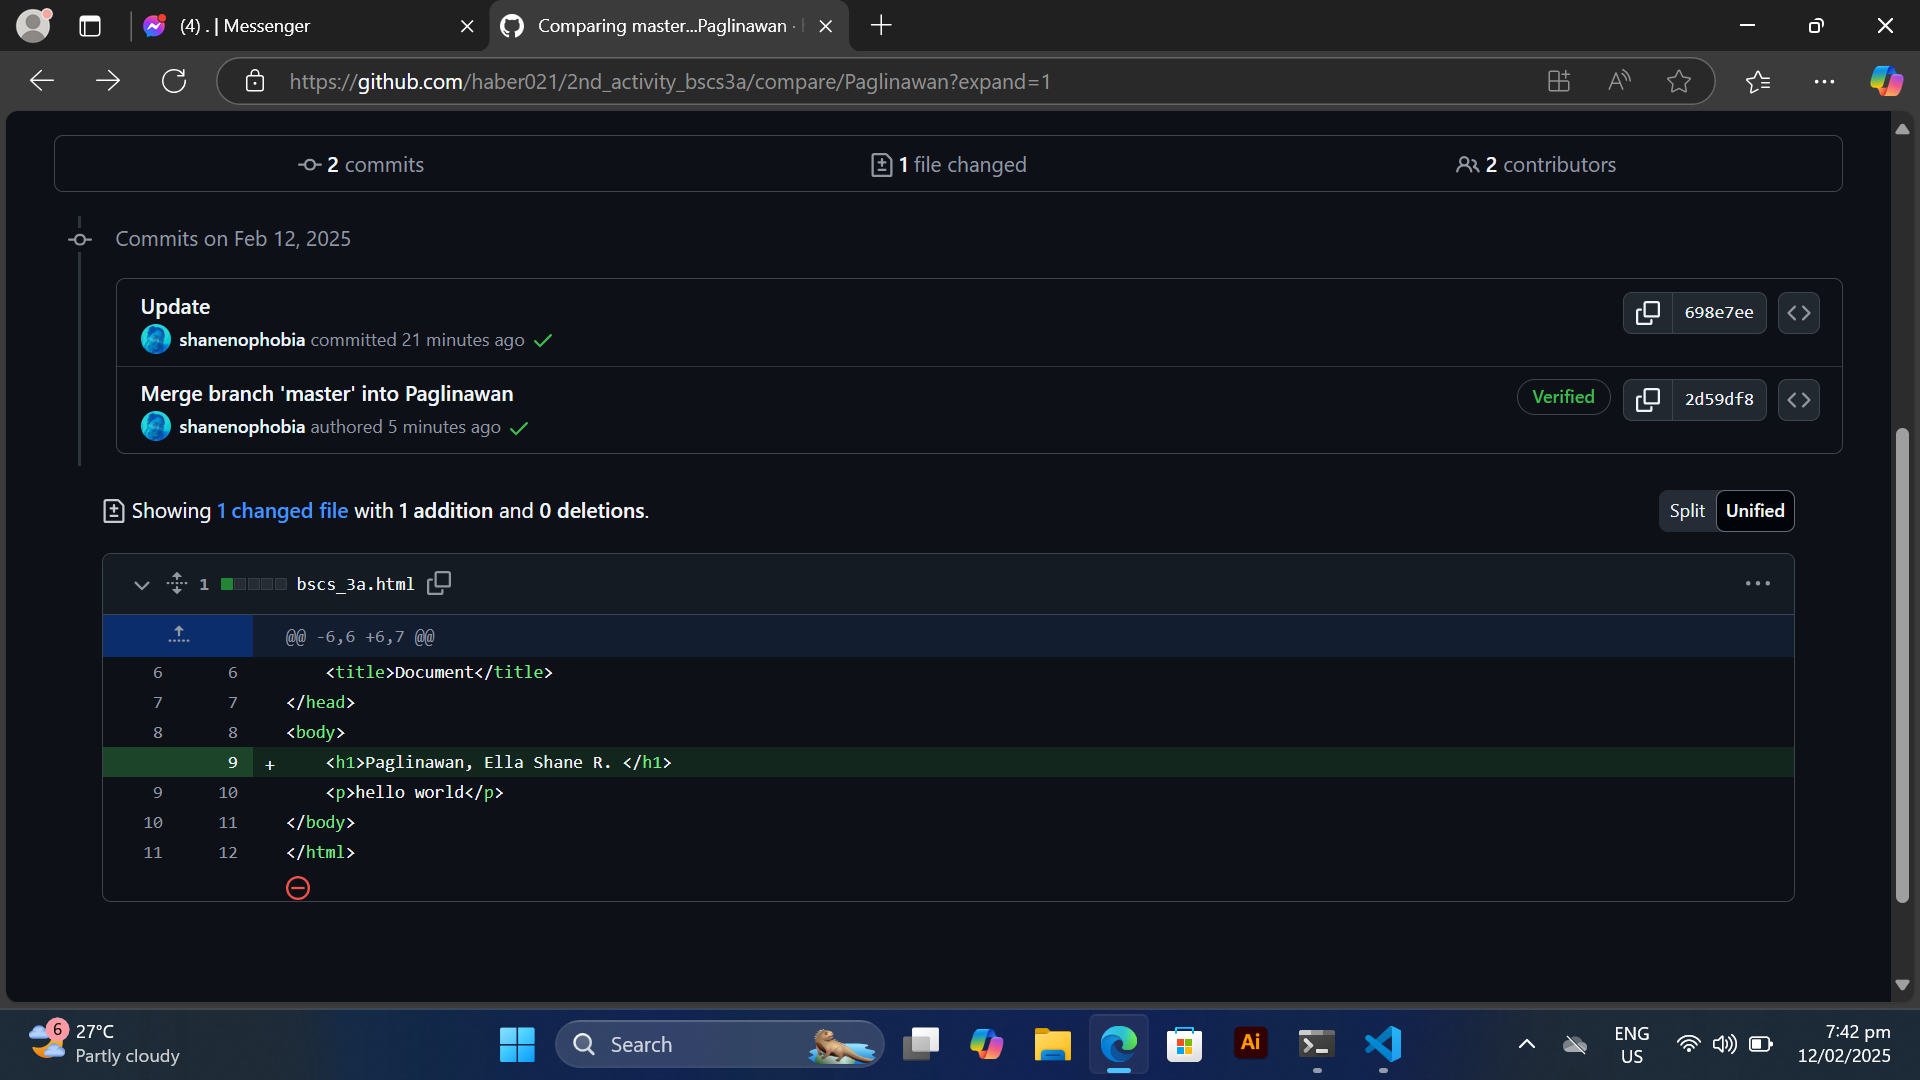 (4) . | Messenger
Comparing master...Paglinawan ·
https://github.com/haber021/2nd_activity_bscs3a/compare/Paglinawan?expand=1
2 commits
1 file changed
2 contributors
Commits on Feb 12, 2025
Update
698e7ee
shanenophobia committed 21 minutes ago
Merge branch 'master' into Paglinawan
Verified
2d59df8
shanenophobia authored 5 minutes ago
Showing 1 changed file with 1 addition and 0 deletions.
Split
Unified
1 bscs_3a.html
@@ -6,6 +6,7 @@
6 6 <title>Document</title>
7 7 </head>
8 8 <body>
9 + <h1>Paglinawan, Ella Shane R. </h1>
9 10 <p>hello world</p>
10 11 </body>
11 12 </html>
6
27°C
Partly cloudy
Search
Ai
ENG
US
7:42 pm
12/02/2025